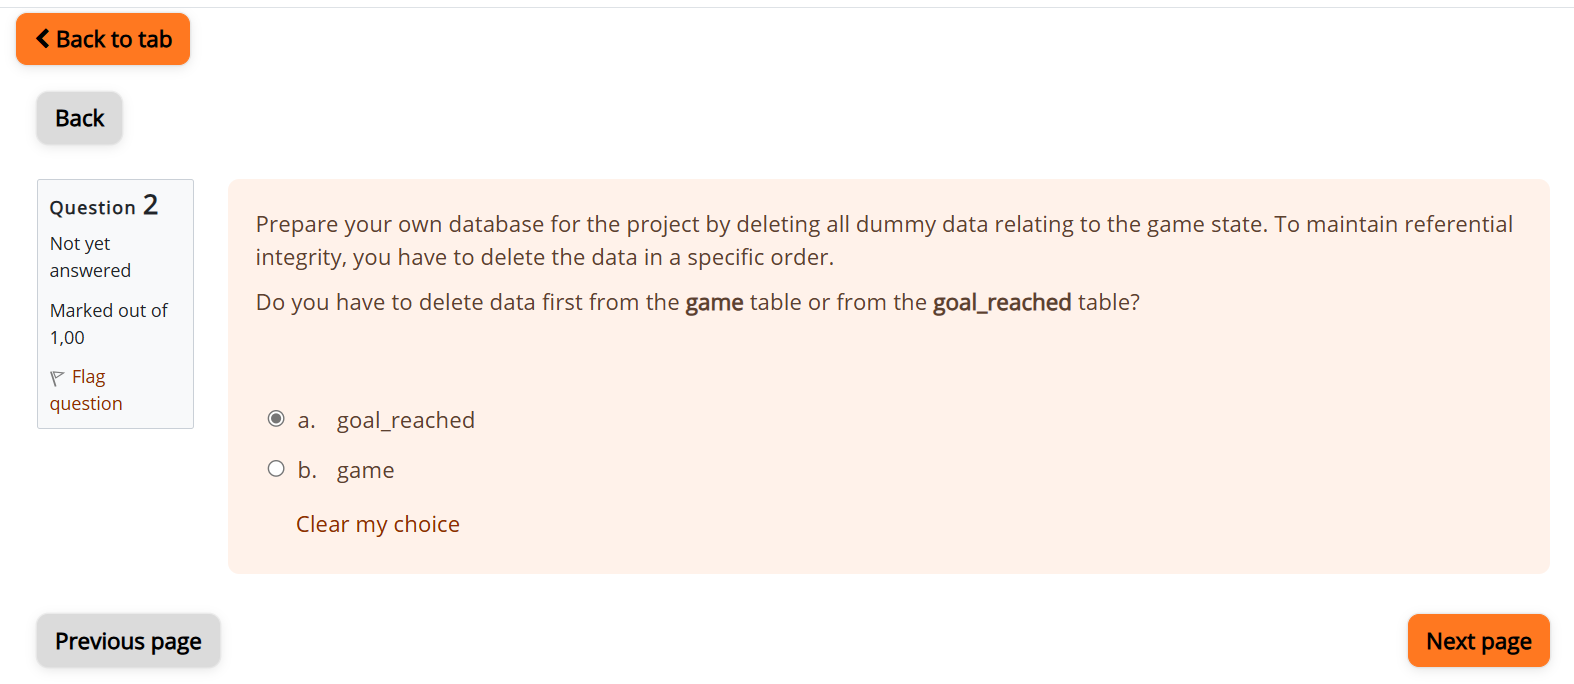 Back to tab
Back
Question 2
Not yet
answered
Marked out of
1,00
Flag
question
Prepare your own database for the project by deleting all dummy data relating to the game state. To maintain referential
integrity, you have to delete the data in a specific order.
Do you have to delete data first from the game table or from the goal_reached table?
a. goal_reached
b. game
Clear my choice
Previous page
Next page